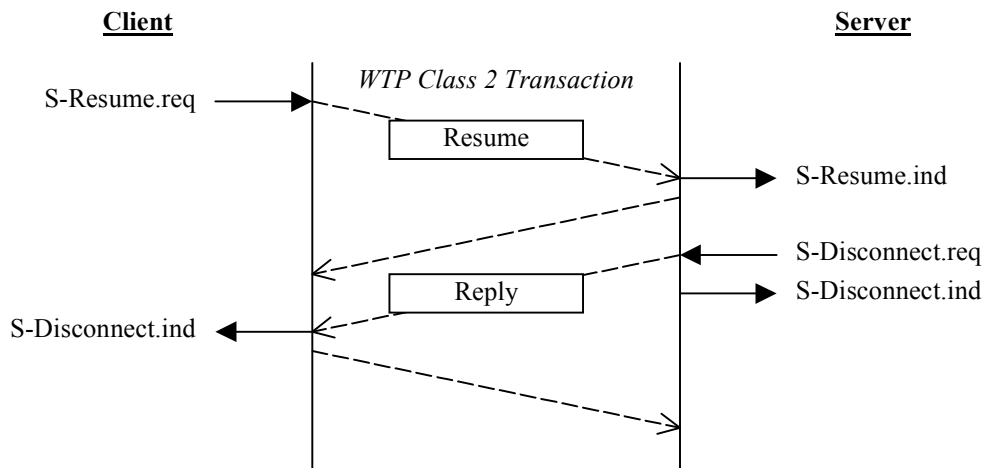 Client
Server
WTP Class 2 Transaction
S-Resume.req
Resume
S-Resume.ind
S-Disconnect.req
Reply
S-Disconnect.ind
S-Disconnect.ind